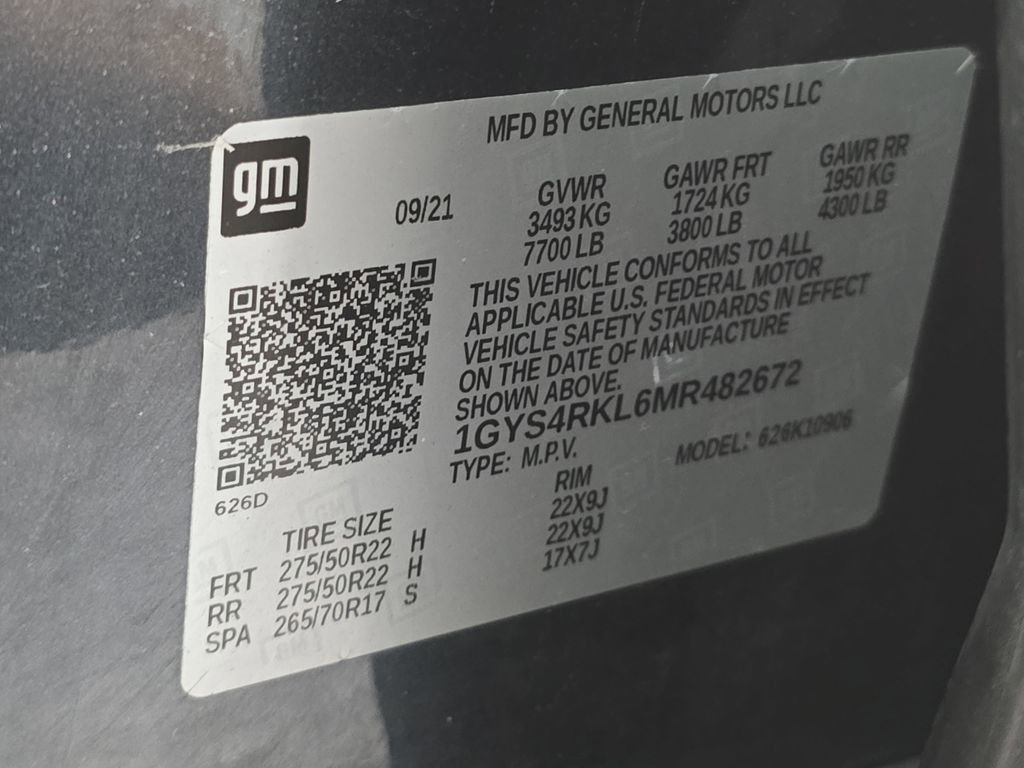 gm
MFD BY GENERAL MOTORS LLC
09/21
GVWR GAWR FRT GAWR RR
3493 KG 1724 KG 1950 KG
7700 LB 3800 LB 4300 LB
THIS VEHICLE CONFORMS TO ALL
APPLICABLE U.S. FEDERAL MOTOR
VEHICLE SAFETY STANDARDS IN EFFECT
ON THE DATE OF MANUFACTURE
SHOWN ABOVE.
1GYS4RKL6MR482672
TYPE: M.P.V. MODEL: 626K10906
626D
TIRE SIZE RIM
FRT 275/50R22 H 22X9J
RR 275/50R22 H 22X9J
SPA 265/70R17 S 17X7J